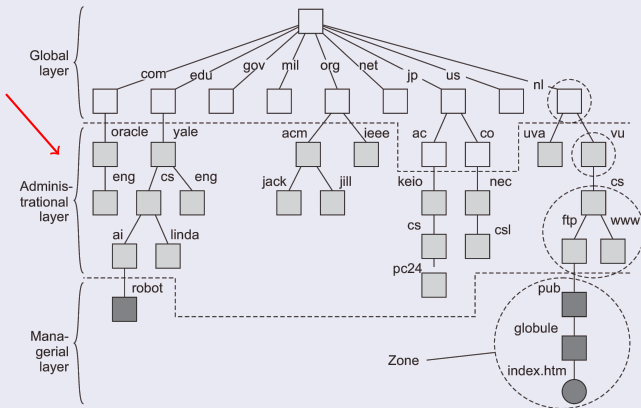 Global
layer
com edu gov mil org net jp us nl
oracle yale acm ieee ac co uva vu
Adminis-
trational
layer
eng cs eng jack jill keio nec cs
ai linda cs csl ftp www
pc24
robot pub
Mana-
gerial
layer
globule
Zone
index.htm